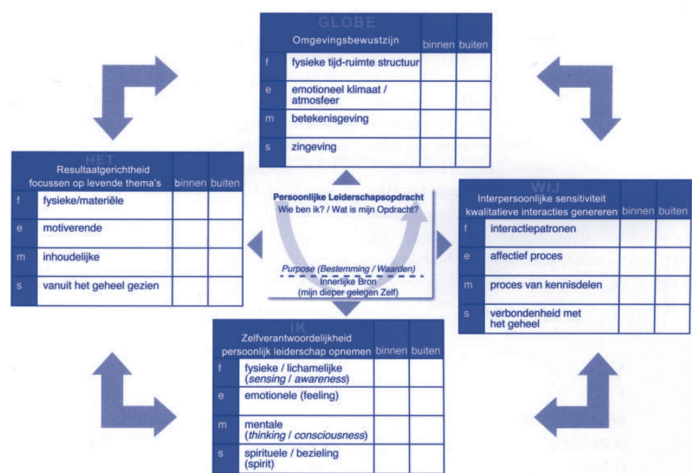 GLOBE
Omgevingsbewustzijn binnen buiten
f fysieke tijd-ruimte structuur
e emotioneel klimaat /
atmosfeer
m betekenisgeving
s zingeving
HET
Resultaatgerichtheid
focussen op levende thema's binnen buiten
f fysieke/materiële
e motiverende
m inhoudelijke
s vanuit het geheel gezien
Persoonlijke Leiderschapsopdracht
Wie ben ik? / Wat is mijn Opdracht?
Purpose (Bestemming / Waarden)
Innerlijke Bron
(mijn dieper gelegen Zelf)
WIJ
Interpersoonlijke sensitiviteit
kwalitatieve interacties genereren binnen buiten
f interactiepatronen
e affectief proces
m proces van kennisdelen
s verbondenheid met
het geheel
IK
Zelfverantwoordelijkheid
persoonlijk leiderschap opnemen binnen buiten
f fysieke / lichamelijke
(sensing / awareness)
e emotionele (feeling)
m mentale
(thinking / consciousness)
s spirituele / bezieling
(spirit)